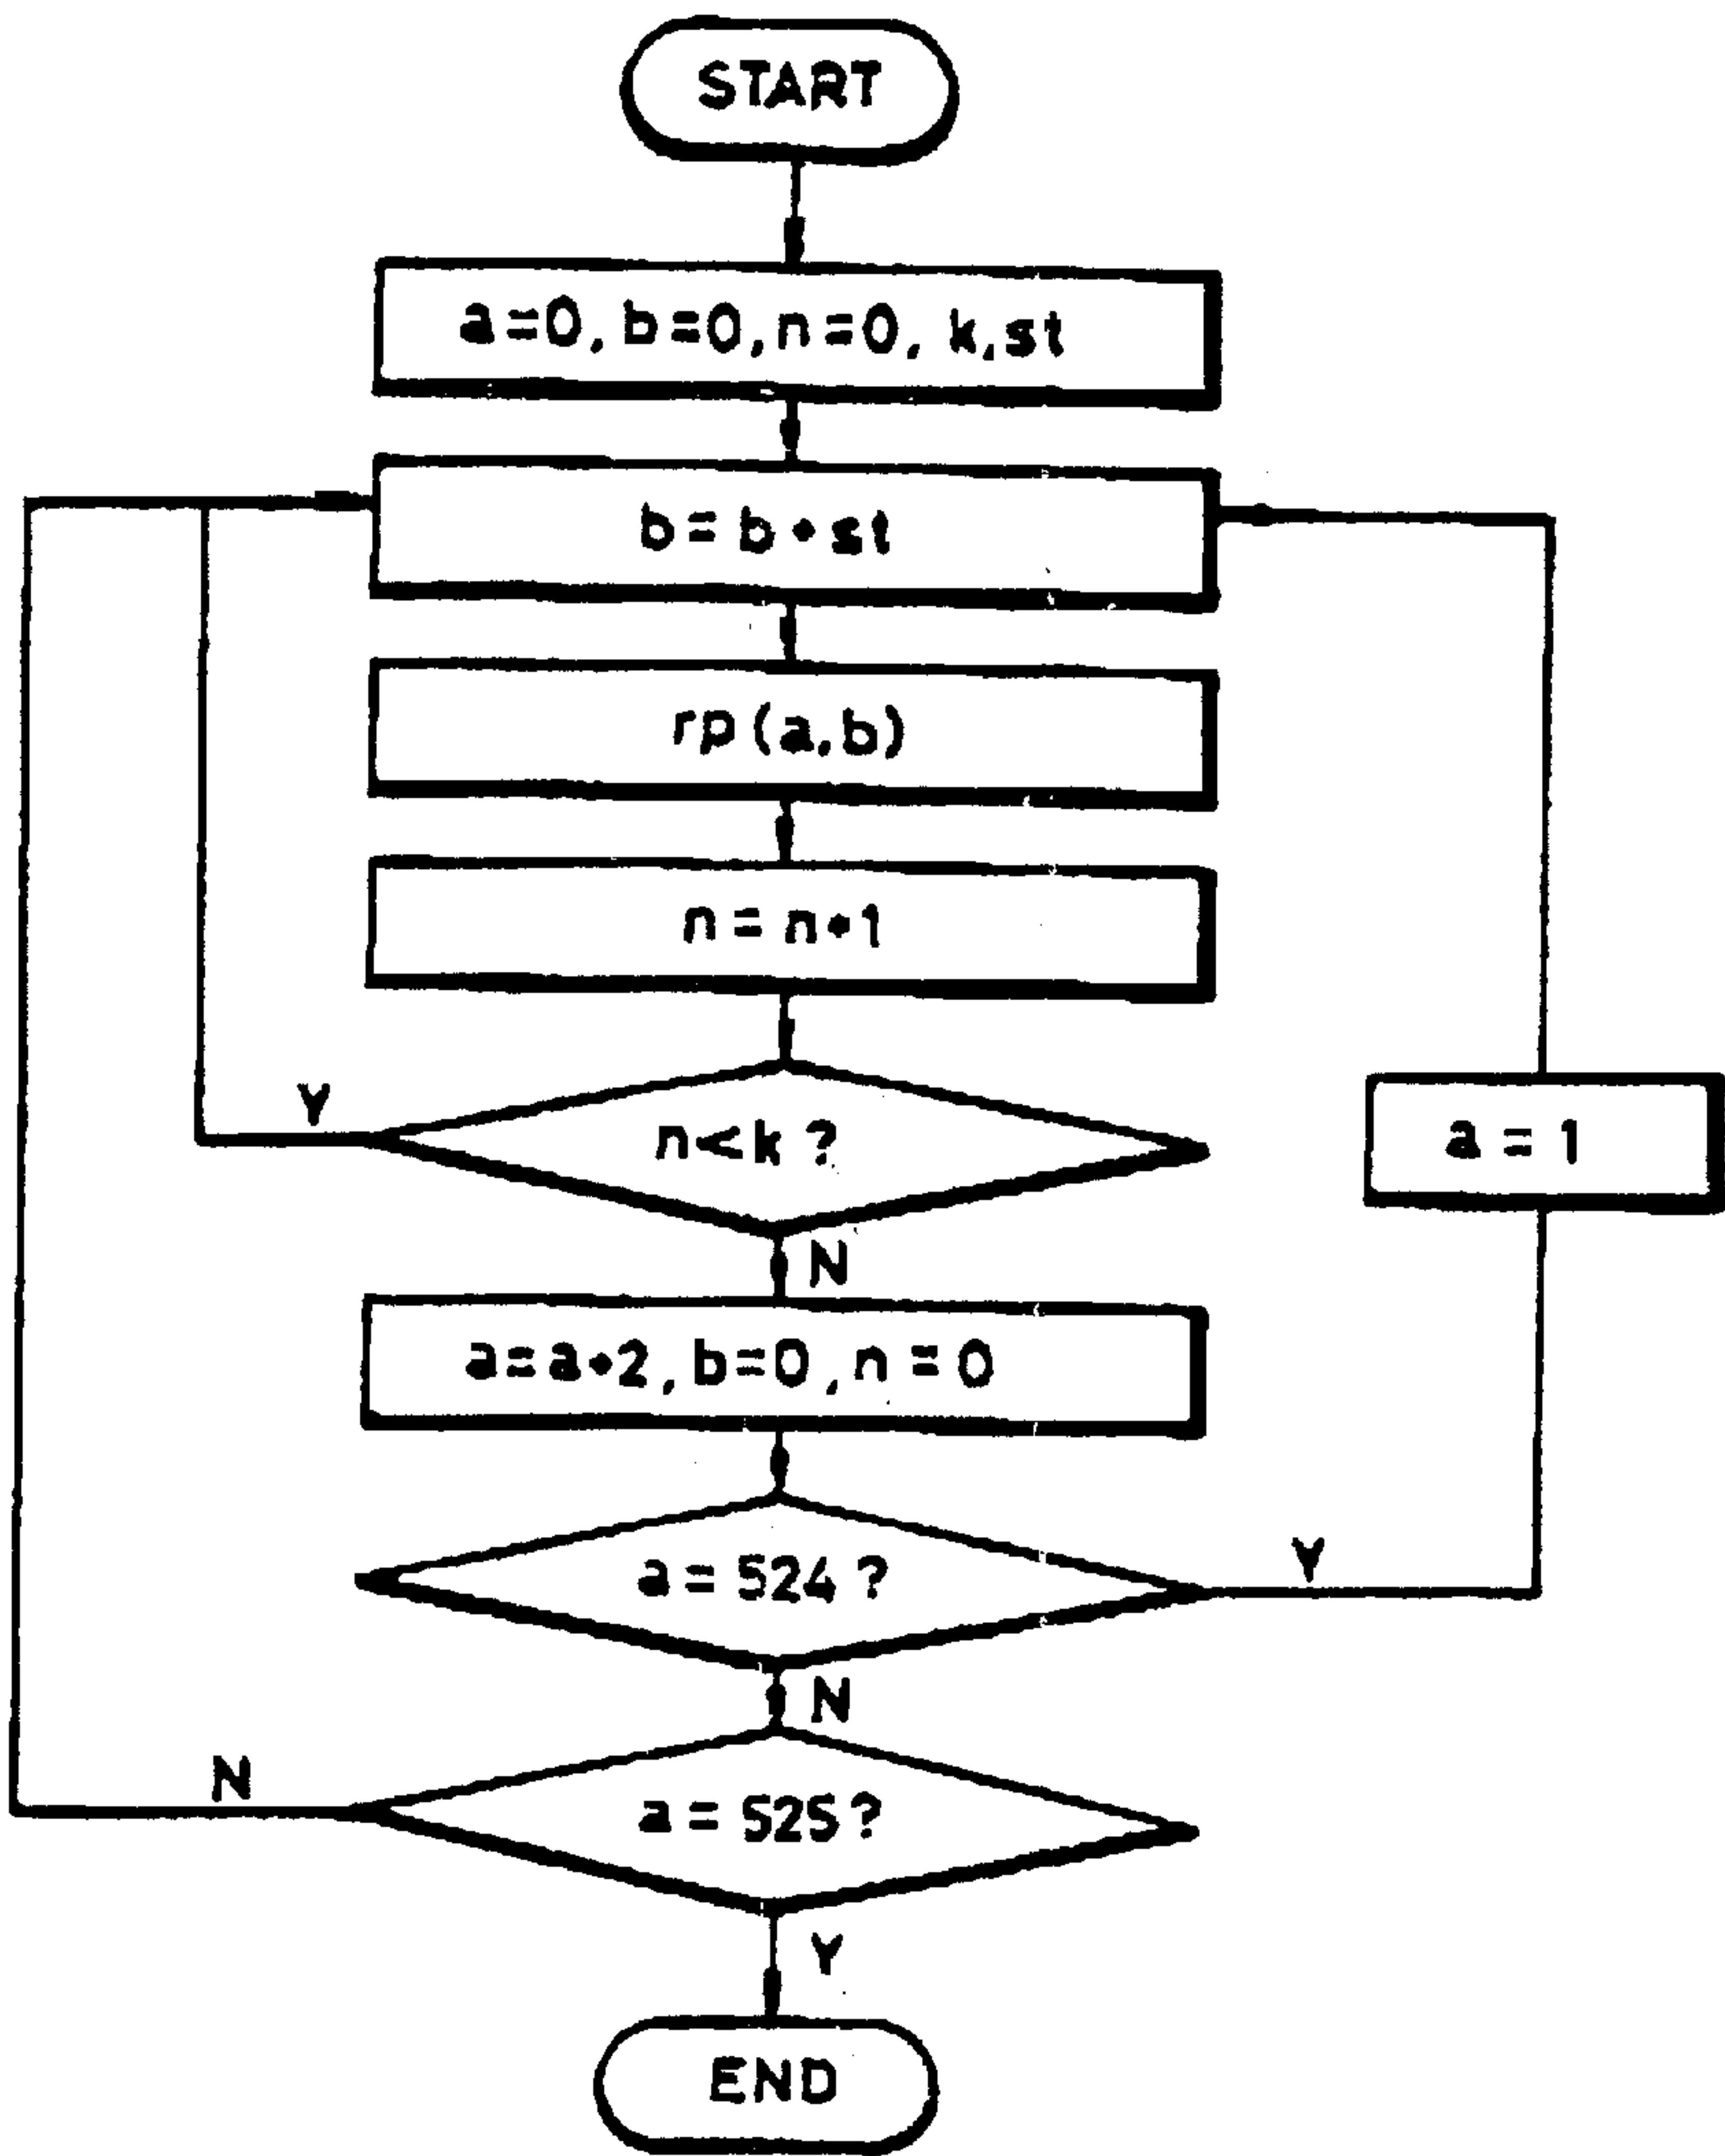 START
a=0, b=0, n=0, k, st
b=b+st
rp(a,b)
n=n+1
Y
n<k?
a=1
N
a=a+2, b=0, n=0
a=524?
Y
N
N
a=525?
Y
END